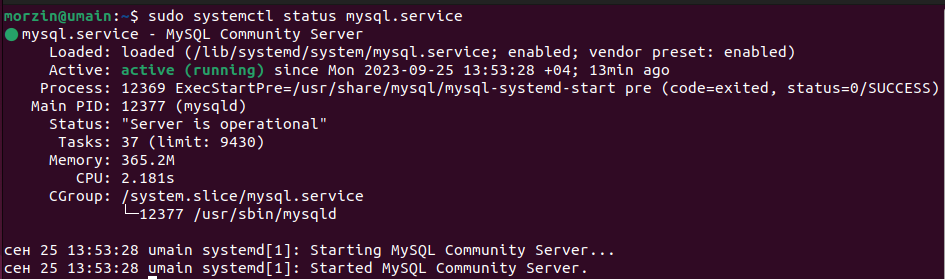 morzin@umain:~$ sudo systemctl status mysql.service
● mysql.service - MySQL Community Server
     Loaded: loaded (/lib/systemd/system/mysql.service; enabled; vendor preset: enabled)
     Active: active (running) since Mon 2023-09-25 13:53:28 +04; 13min ago
    Process: 12369 ExecStartPre=/usr/share/mysql/mysql-systemd-start pre (code=exited, status=0/SUCCESS)
   Main PID: 12377 (mysqld)
     Status: "Server is operational"
      Tasks: 37 (limit: 9430)
     Memory: 365.2M
        CPU: 2.181s
     CGroup: /system.slice/mysql.service
             └─12377 /usr/sbin/mysqld

сен 25 13:53:28 umain systemd[1]: Starting MySQL Community Server...
сен 25 13:53:28 umain systemd[1]: Started MySQL Community Server.